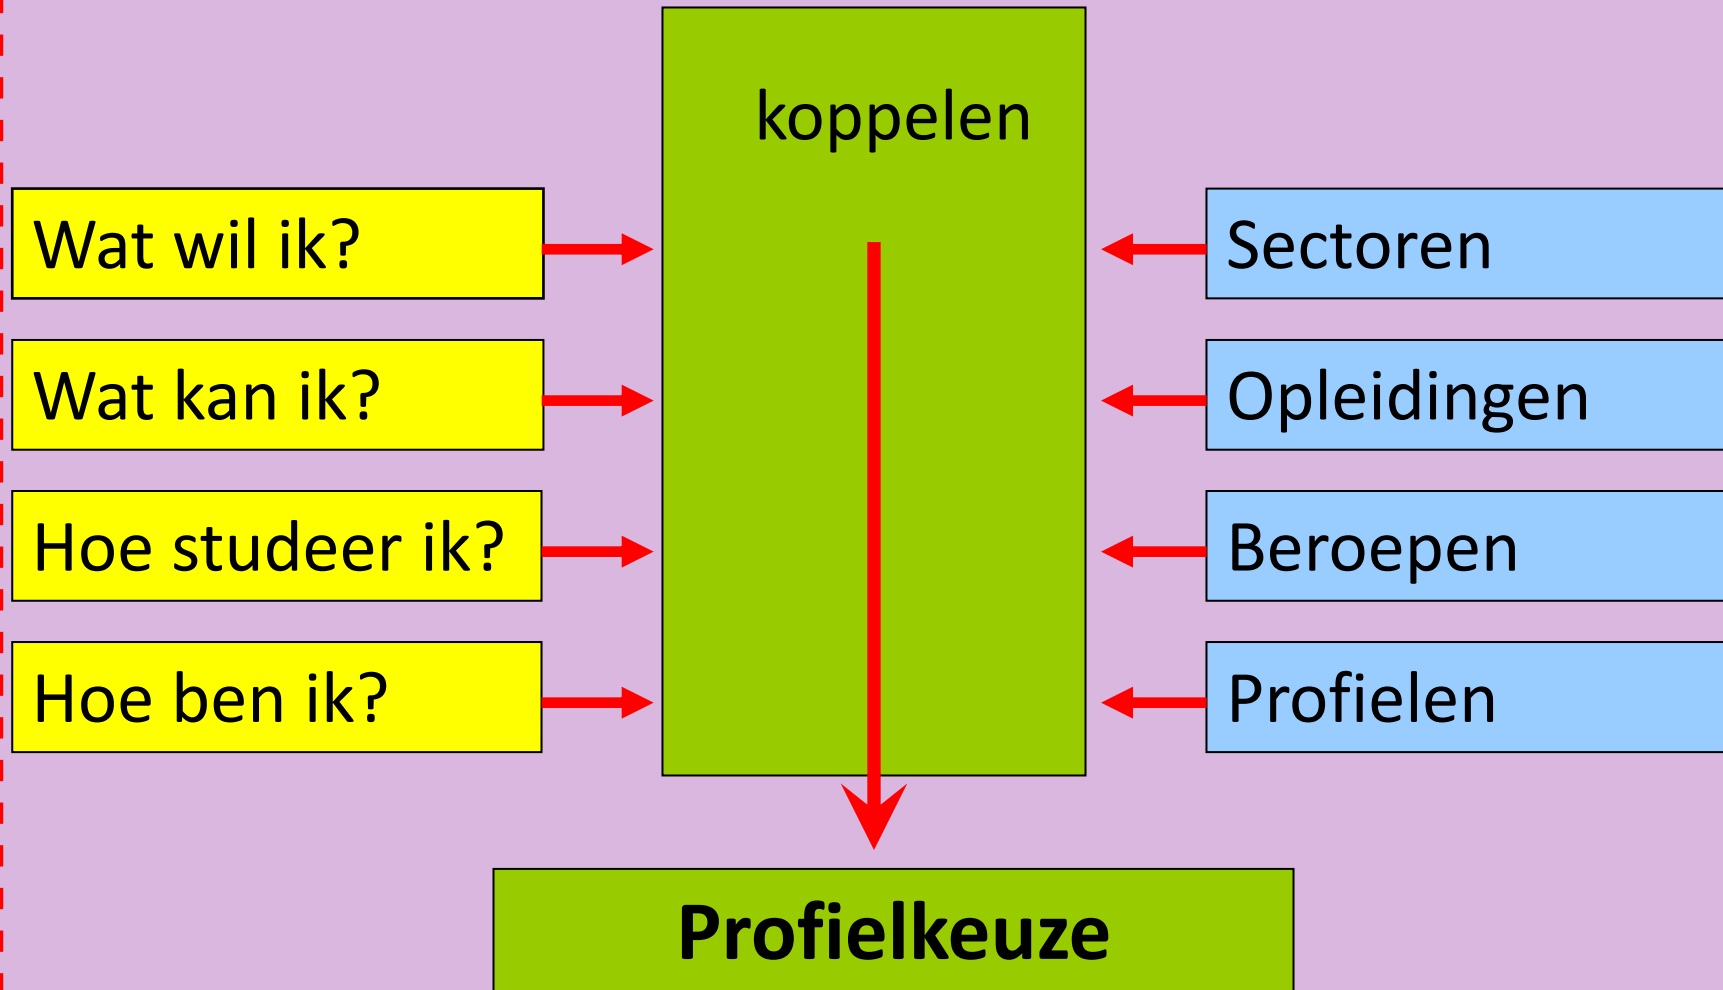 koppelen
Wat wil ik?
Sectoren
Wat kan ik?
Opleidingen
Hoe studeer ik?
Beroepen
Hoe ben ik?
Profielen
Profielkeuze